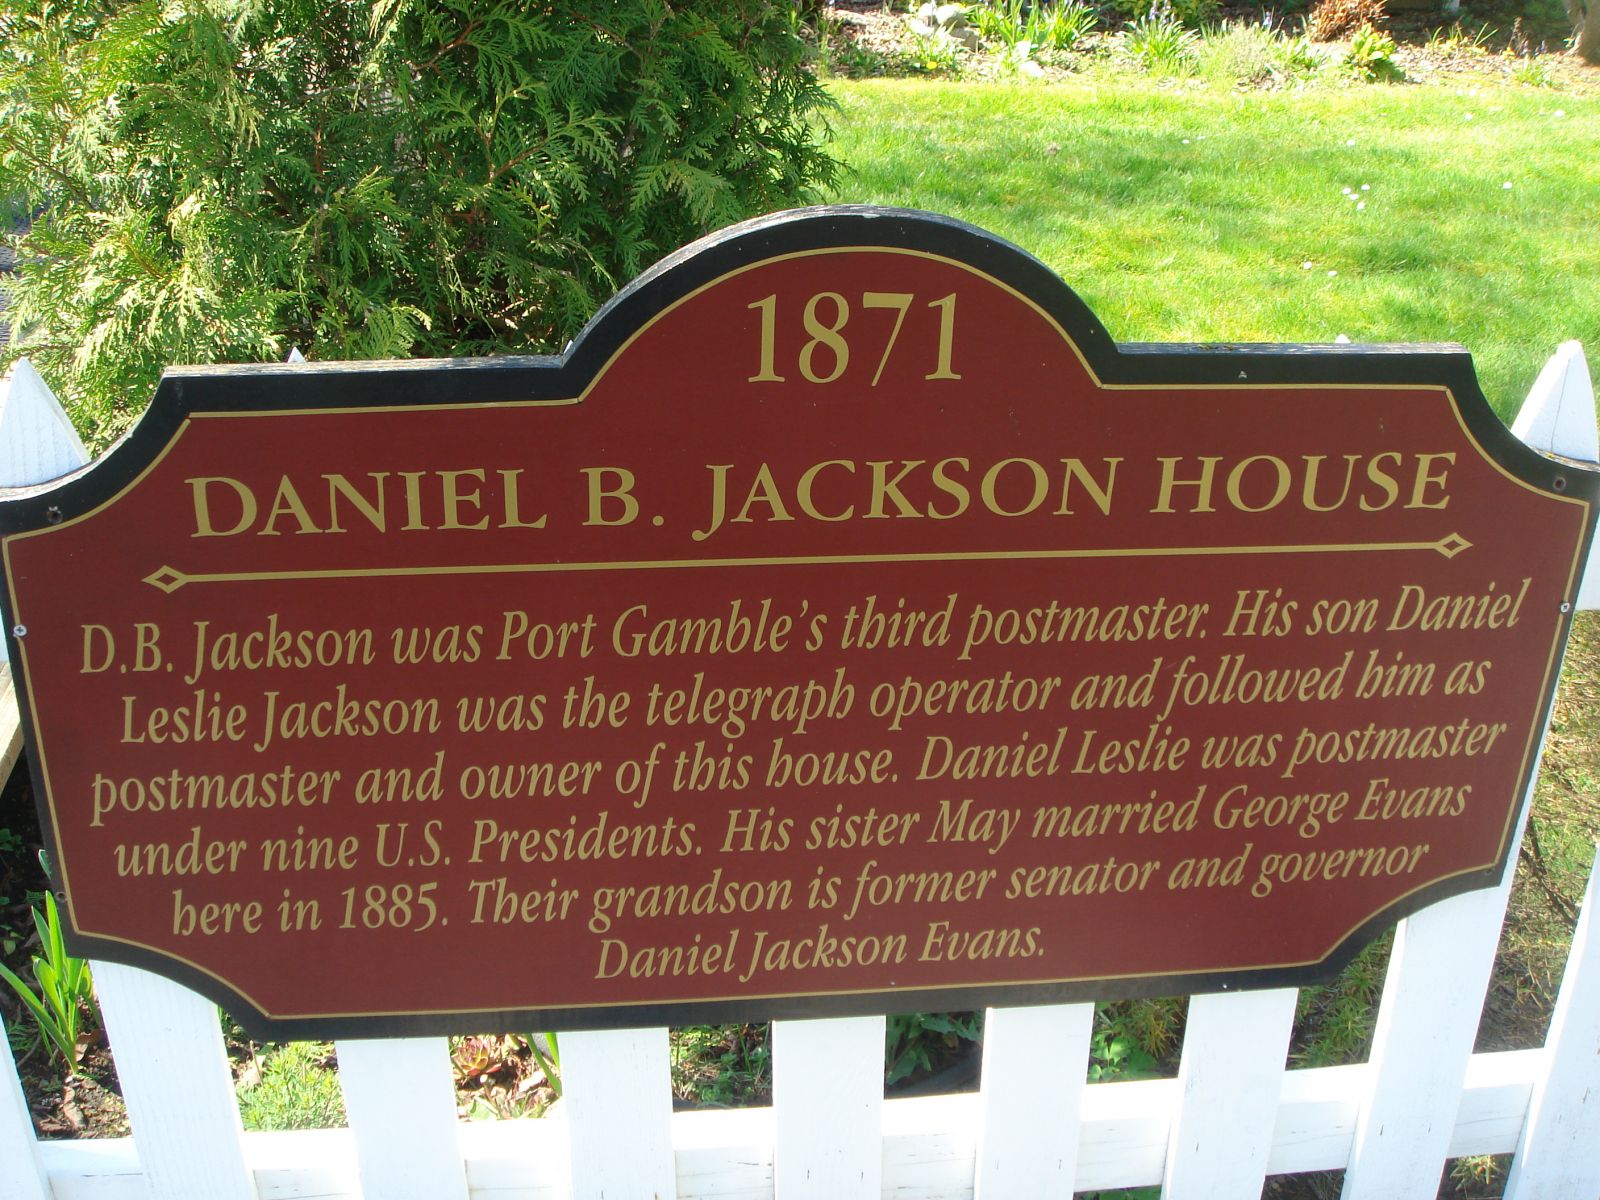 1871
DANIEL B. JACKSON HOUSE
D.B. Jackson was Port Gamble's third postmaster. His son Daniel
Leslie Jackson was the telegraph operator and followed him as
postmaster and owner of this house. Daniel Leslie was postmaster
under nine U.S. Presidents. His sister May married George Evans
here in 1885. Their grandson is former senator and governor
Daniel Jackson Evans.